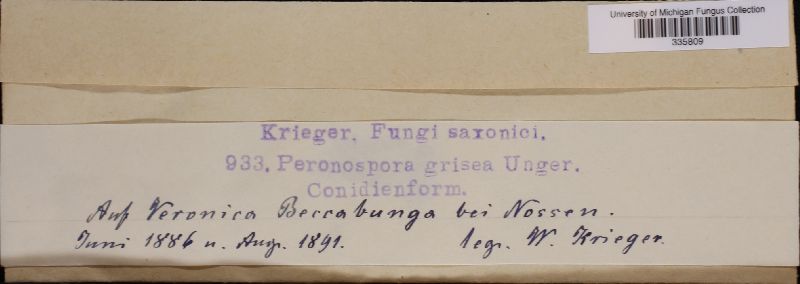 University of Michigan Fungus Collection
335809
Krieger, Fungi saxonici.
933. Peronospora grisea Unger.
Conidienform.
Auf Veronica Beccabunga bei Nossen.
Juni 1886 u. Aug. 1891. legr. W. Krieger.